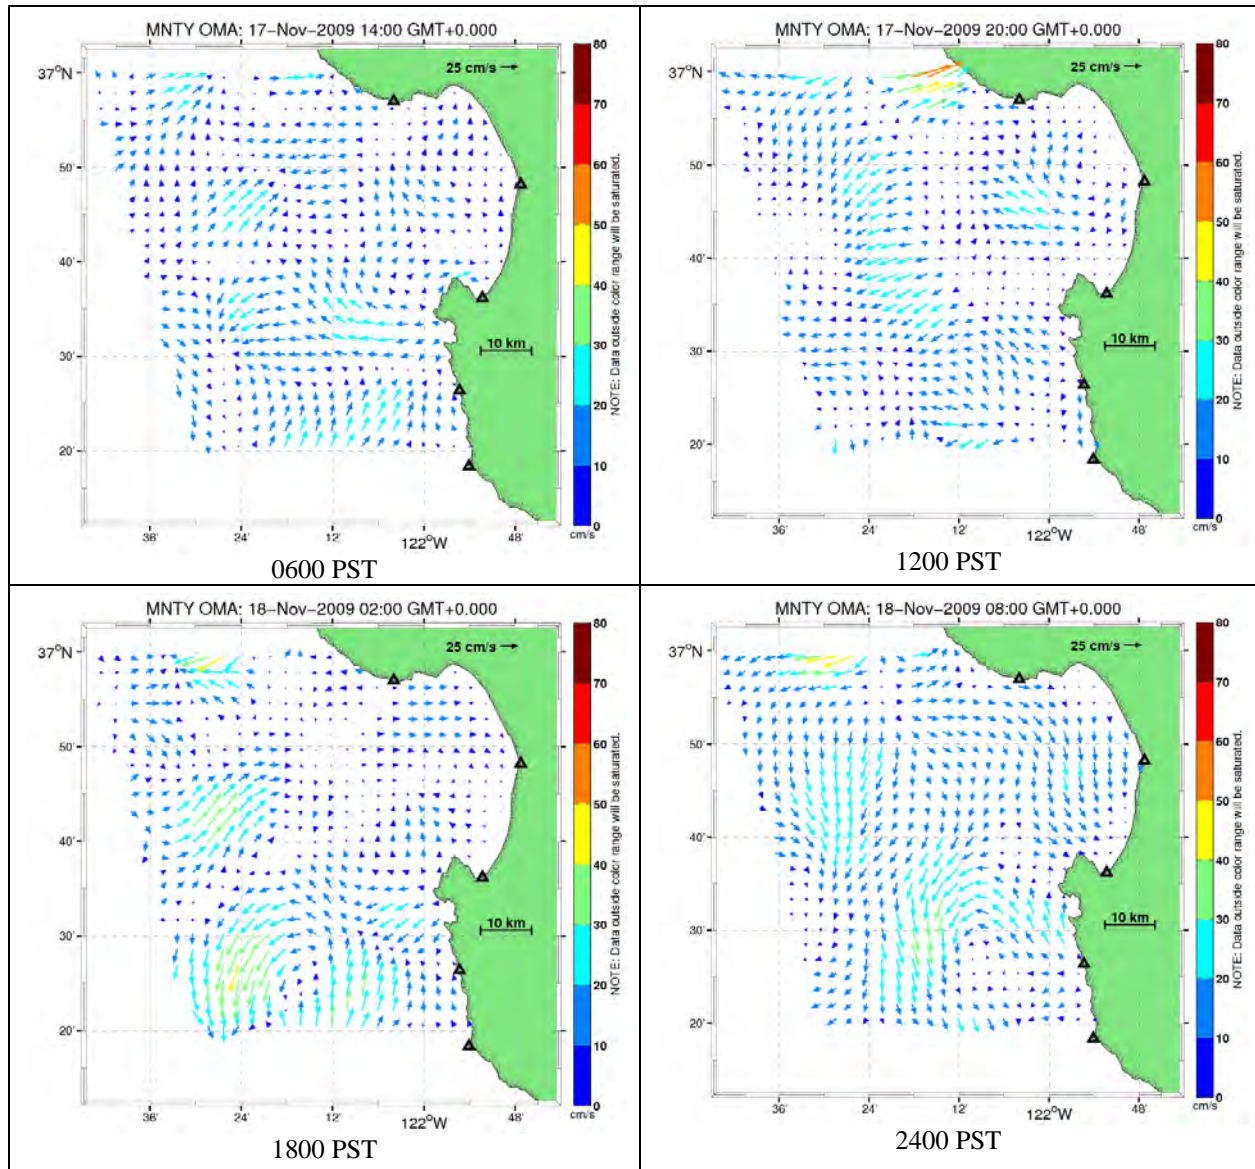 MNTY OMA: 17-Nov-2009 14:00 GMT+0.000
37°N
50'
40'
30'
20'
36'
24'
12'
122°W
48'
25 cm/s
10 km
80
70
60
50
40
30
20
10
0
cm/s
NOTE: Data outside color range will be saturated.
0600 PST
MNTY OMA: 17-Nov-2009 20:00 GMT+0.000
37°N
50'
40'
30'
20'
36'
24'
12'
122°W
48'
25 cm/s
10 km
80
70
60
50
40
30
20
10
0
cm/s
NOTE: Data outside color range will be saturated.
1200 PST
MNTY OMA: 18-Nov-2009 02:00 GMT+0.000
37°N
50'
40'
30'
20'
36'
24'
12'
122°W
48'
25 cm/s
10 km
80
70
60
50
40
30
20
10
0
cm/s
NOTE: Data outside color range will be saturated.
1800 PST
MNTY OMA: 18-Nov-2009 08:00 GMT+0.000
37°N
50'
40'
30'
20'
36'
24'
12'
122°W
48'
25 cm/s
10 km
80
70
60
50
40
30
20
10
0
cm/s
NOTE: Data outside color range will be saturated.
2400 PST